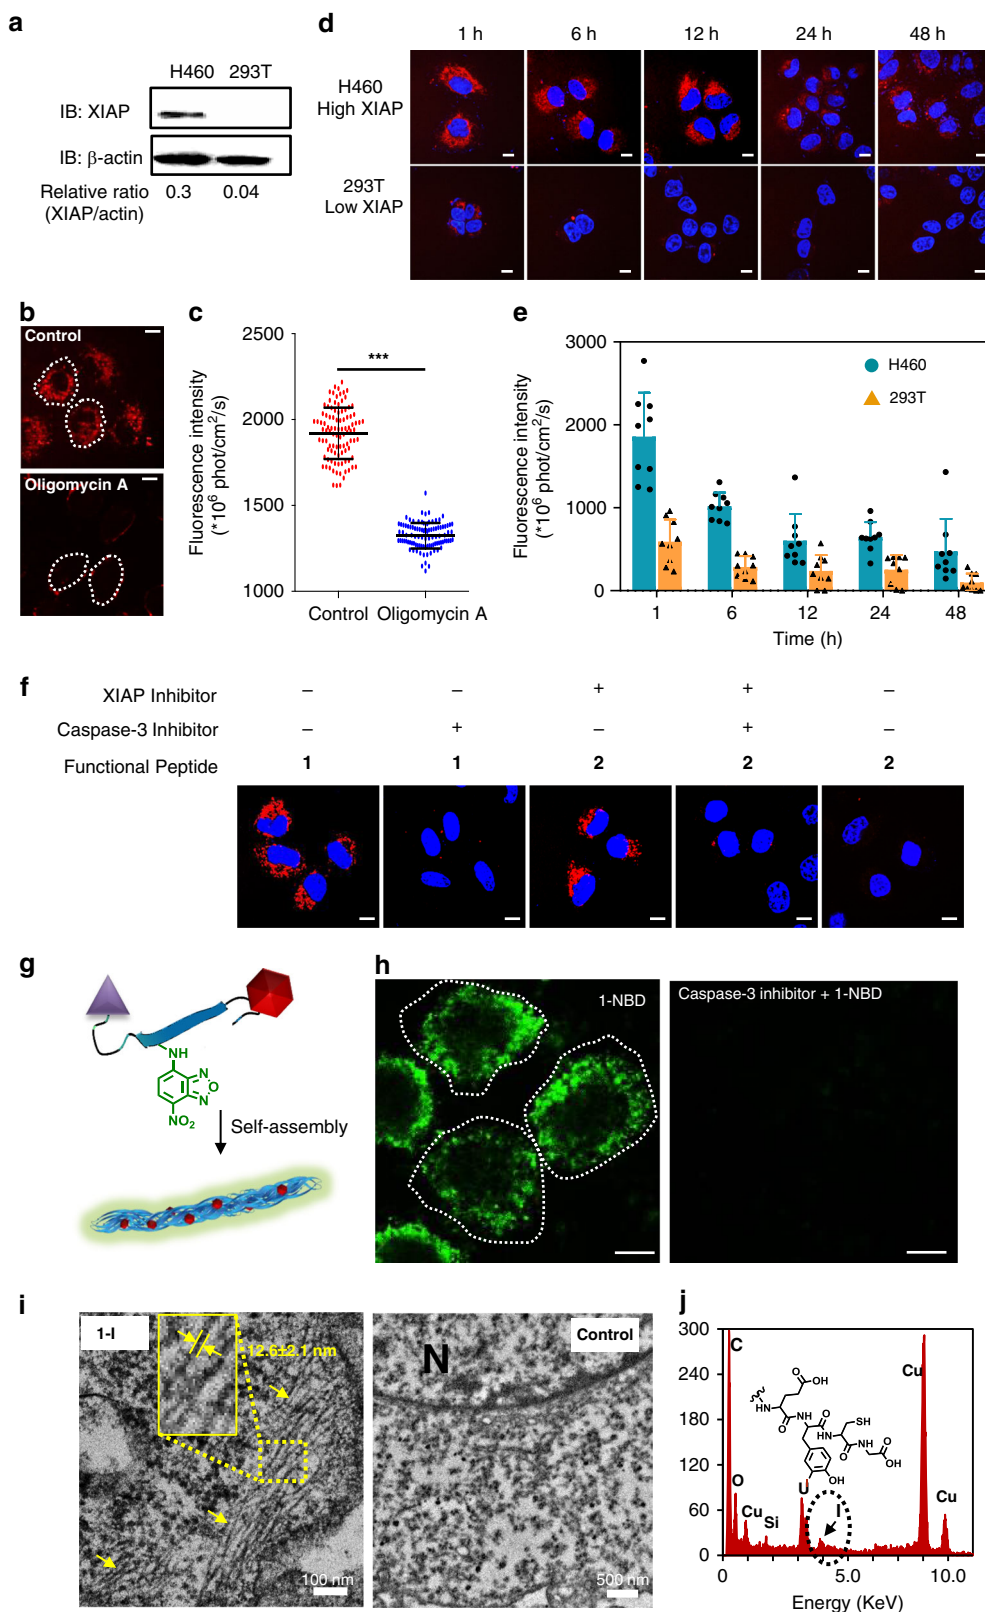 a
H460 293T
IB: XIAP
IB: β-actin
Relative ratio
(XIAP/actin)
0.3 0.04
d
1 h 6 h 12 h 24 h 48 h
H460
High XIAP
293T
Low XIAP
b
Control
Oligomycin A
c
Fluorescence intensity
(*10⁶ phot/cm²/s)
2500
2000
1500
1000
***
Control Oligomycin A
e
Fluorescence intensity
(*10⁶ phot/cm²/s)
3000
2000
1000
0
H460
293T
1 6 12 24 48
Time (h)
f
XIAP Inhibitor – – + + –
Caspase-3 Inhibitor – + – + –
Functional Peptide 1 1 2 2 2
g
NH
N
O
N
NO₂
Self-assembly
h
1-NBD
Caspase-3 inhibitor + 1-NBD
i
1-I
12.6±2.1 nm
100 nm
N
Control
500 nm
j
300
240
180
120
60
0
C
O
Cu
Si
U
I
Cu
Cu
O
OH
NH
O
HN
O
N
H
SH
O
NH
O
OH
OH
0 5.0 10.0
Energy (KeV)